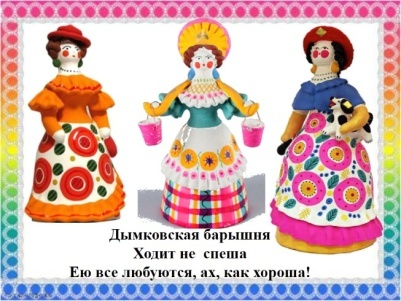 Дымковская барышня
Ходит не спеша
Ею все любуются, ах, как хороша!